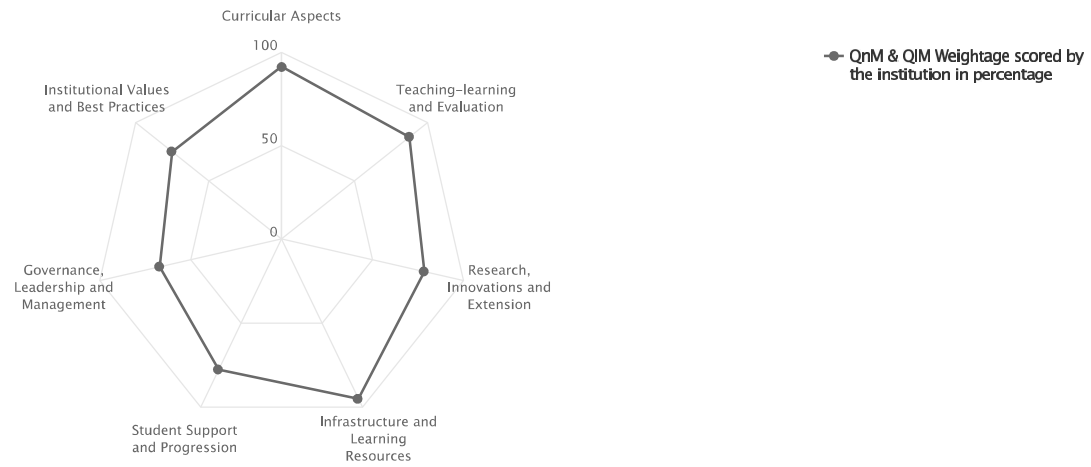 Curricular Aspects
100
Institutional Values
and Best Practices
Teaching-learning
and Evaluation
50
0
Governance,
Leadership and
Management
Research,
Innovations and
Extension
Student Support
and Progression
Infrastructure and
Learning
Resources
QnM & QlM Weightage scored by
the institution in percentage